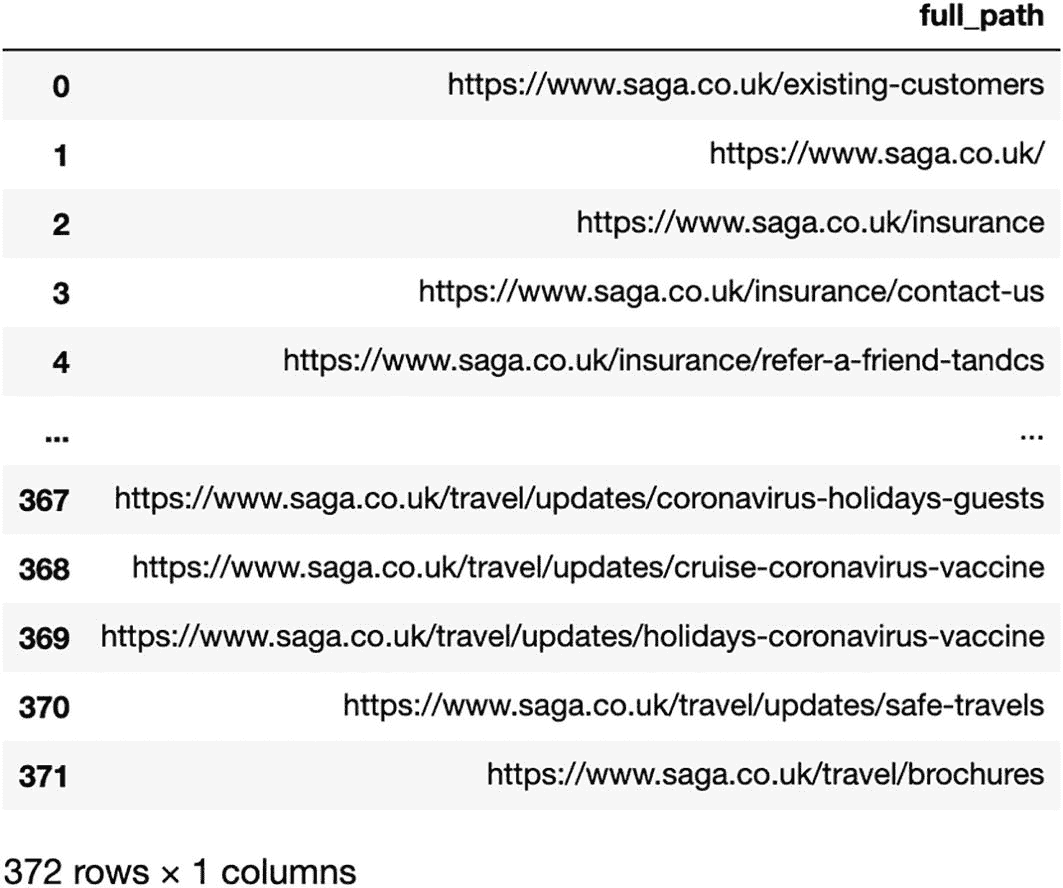 full_path
0 https://www.saga.co.uk/existing-customers
1 https://www.saga.co.uk/
2 https://www.saga.co.uk/insurance
3 https://www.saga.co.uk/insurance/contact-us
4 https://www.saga.co.uk/insurance/refer-a-friend-tandcs
... ...
367 https://www.saga.co.uk/travel/updates/coronavirus-holidays-guests
368 https://www.saga.co.uk/travel/updates/cruise-coronavirus-vaccine
369 https://www.saga.co.uk/travel/updates/holidays-coronavirus-vaccine
370 https://www.saga.co.uk/travel/updates/safe-travels
371 https://www.saga.co.uk/travel/brochures
372 rows × 1 columns